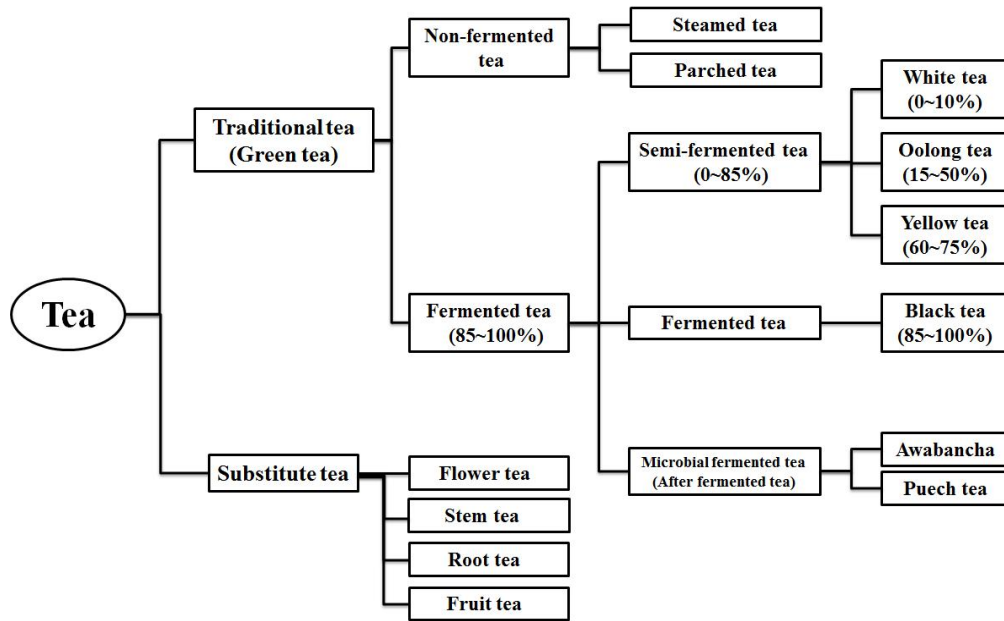 Tea
Traditional tea
(Green tea)
Substitute tea
Non-fermented
tea
Fermented tea
(85~100%)
Flower tea
Stem tea
Root tea
Fruit tea
Steamed tea
Parched tea
Semi-fermented tea
(0~85%)
Fermented tea
Microbial fermented tea
(After fermented tea)
White tea
(0~10%)
Oolong tea
(15~50%)
Yellow tea
(60~75%)
Black tea
(85~100%)
Awabancha
Puech tea